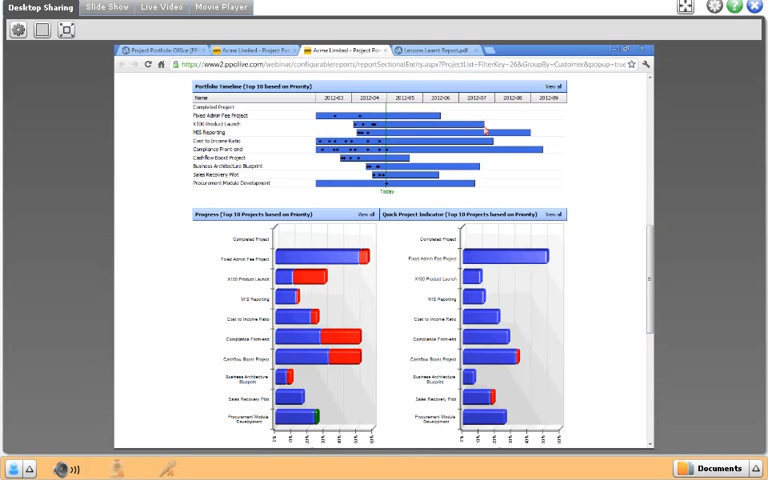 Desktop Sharing Slide Show Live Video Movie Player
Project Portfolio Office (PP Acme Limited - Project Por Acme Limited - Project Por Lessons Learnt Report.pdf
https://www2.ppolive.com/webinar/configurablereports/reportSectionalEntity.aspx?ProjectList=FilterKey~26&GroupBy=Customer&popup=true
Portfolio Timeline (Top 10 based on Priority) View all
Name 2012-03 2012-04 2012-05 2012-06 2012-07 2012-08 2012-09
Completed Project
Fixed Admin Fee Project
X100 Product Launch
MIS Reporting
Cost to Income Ratio
Compliance Front-end
Cashflow Boost Project
Business Architecture Blueprint
Sales Recovery Pilot
Procurement Module Development
Today
Progress (Top 10 Projects based on Priority) View all Quick Project Indicator (Top 10 Projects based on Priority) View all
Completed Project Completed Project
Fixed Admin Fee Project Fixed Admin Fee Project
X100 Product Launch X100 Product Launch
MIS Reporting MIS Reporting
Cost to Income Ratio Cost to Income Ratio
Compliance Front-end Compliance Front-end
Cashflow Boost Project Cashflow Boost Project
Business Architecture Blueprint Business Architecture Blueprint
Sales Recovery Pilot Sales Recovery Pilot
Procurement Module Development Procurement Module Development
Documents